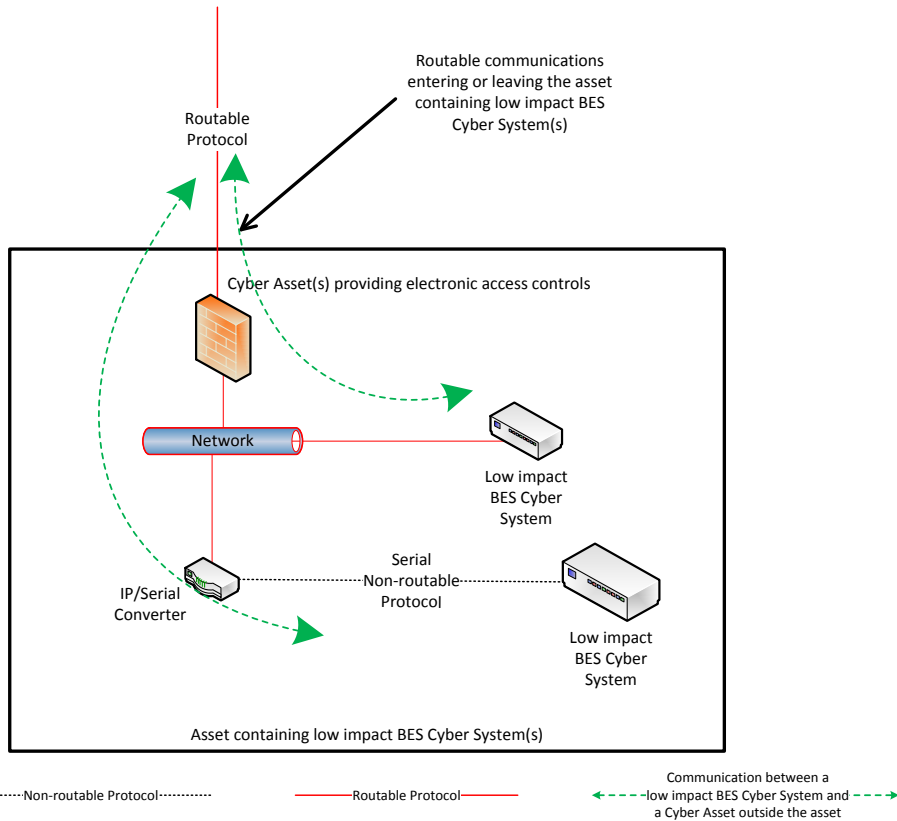 Routable communications
entering or leaving the asset
containing low impact BES
Cyber System(s)
Routable
Protocol
Cyber Asset(s) providing electronic access controls
Network
Low impact
BES Cyber
System
Serial
Non-routable
Protocol
IP/Serial
Converter
Low impact
BES Cyber
System
Asset containing low impact BES Cyber System(s)
Non-routable Protocol
Routable Protocol
Communication between a
low impact BES Cyber System and
a Cyber Asset outside the asset